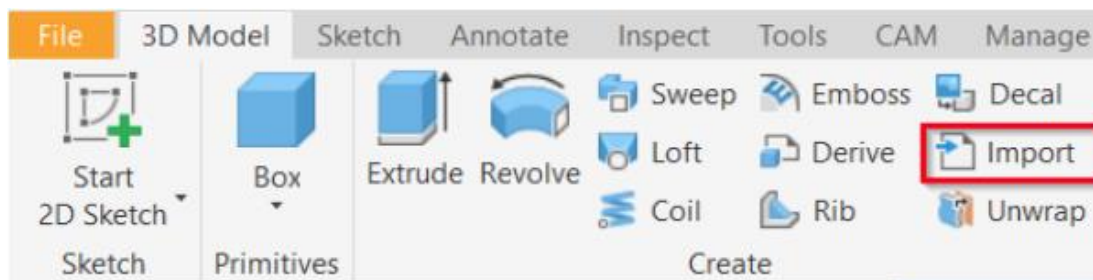 File 3D Model Sketch Annotate Inspect Tools CAM Manage
Start
2D Sketch
Box
Extrude
Revolve
Sweep
Loft
Coil
Emboss
Derive
Rib
Decal
Import
Unwrap
Sketch
Primitives
Create